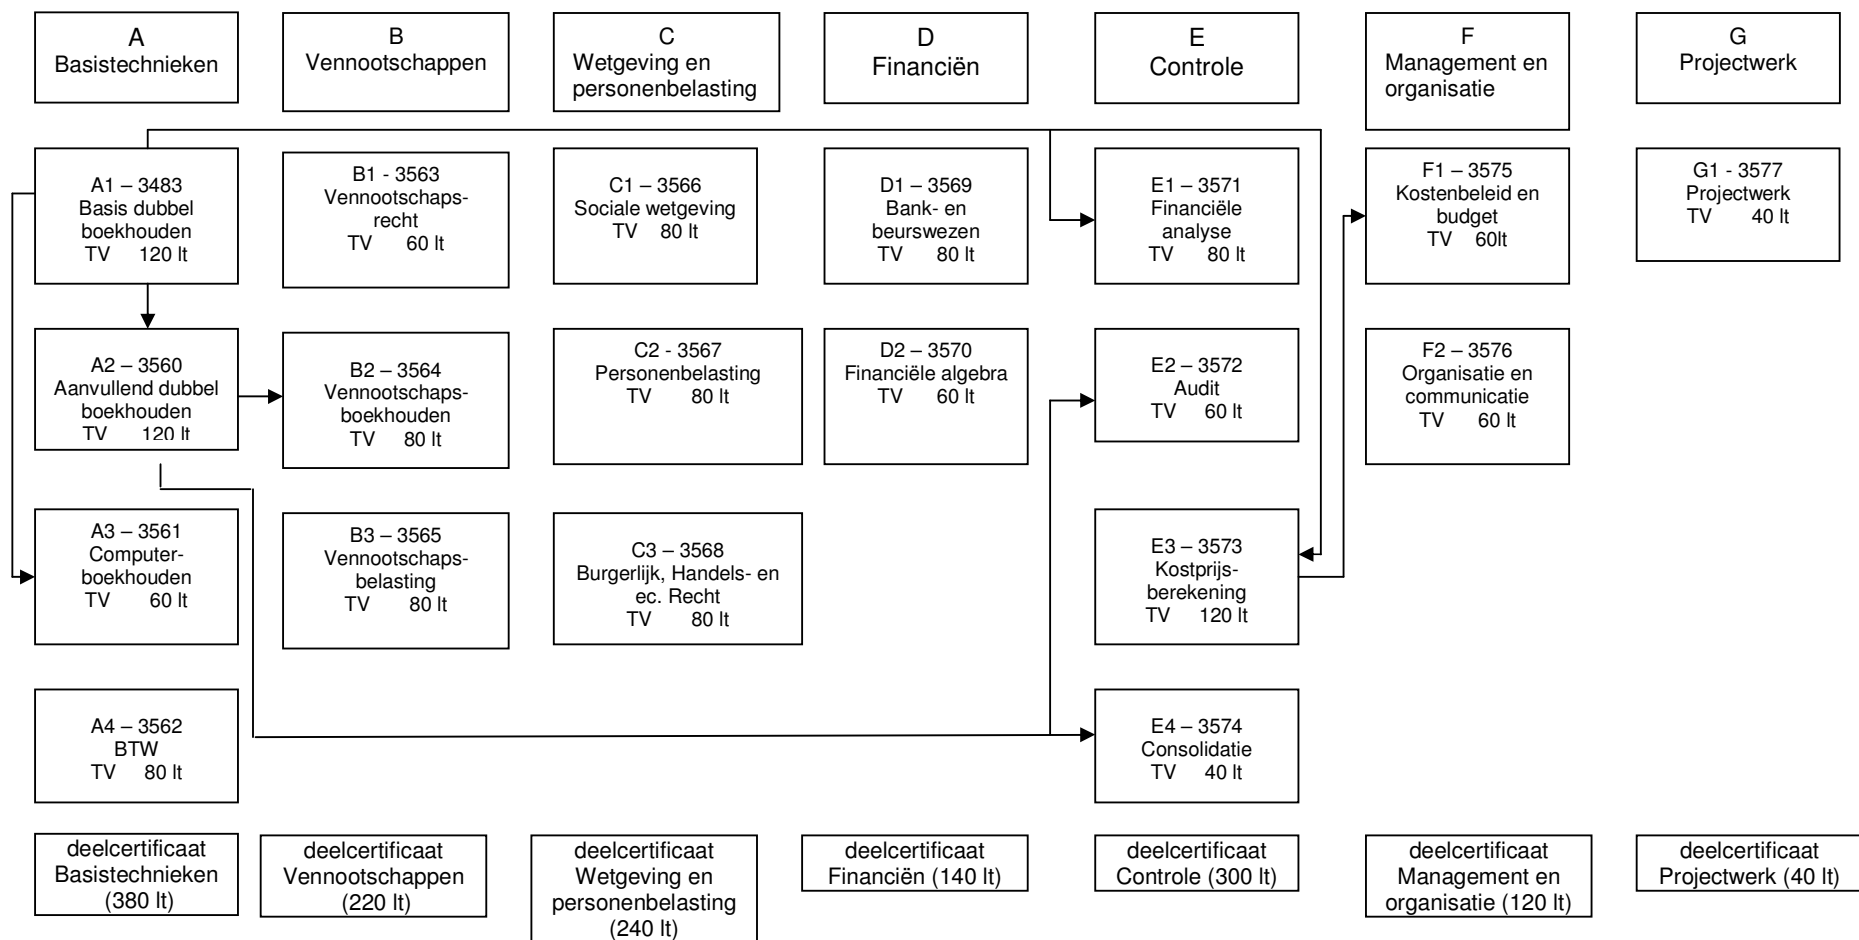 A
Basistechnieken
B
Vennootschappen
C
Wetgeving en
personenbelasting
D
Financiën
E
Controle
F
Management en
organisatie
G
Projectwerk
A1 – 3483
Basis dubbel
boekhouden
TV 120 lt
B1 - 3563
Vennootschaps-
recht
TV 60 lt
C1 – 3566
Sociale wetgeving
TV 80 lt
D1 – 3569
Bank- en
beurswezen
TV 80 lt
E1 – 3571
Financiële
analyse
TV 80 lt
F1 - 3575
Kostenbeleid en
budget
TV 60lt
G1 - 3577
Projectwerk
TV 40 lt
A2 – 3560
Aanvullend dubbel
boekhouden
TV 120 lt
B2 - 3564
Vennootschaps-
boekhouden
TV 80 lt
C2 - 3567
Personenbelasting
TV 80 lt
D2 – 3570
Financiële algebra
TV 60 lt
E2 – 3572
Audit
TV 60 lt
F2 - 3576
Organisatie en
communicatie
TV 60 lt
A3 – 3561
Computer-
boekhouden
TV 60 lt
B3 – 3565
Vennootschaps-
belasting
TV 80 lt
C3 – 3568
Burgerlijk, Handels- en
ec. Recht
TV 80 lt
E3 – 3573
Kostprijs-
berekening
TV 120 lt
A4 – 3562
BTW
TV 80 lt
E4 – 3574
Consolidatie
TV 40 lt
deelcertificaat
Basistechnieken
(380 lt)
deelcertificaat
Vennootschappen
(220 lt)
deelcertificaat
Wetgeving en
personenbelasting
(240 lt)
deelcertificaat
Financiën (140 lt)
deelcertificaat
Controle (300 lt)
deelcertificaat
Management en
organisatie (120 lt)
deelcertificaat
Projectwerk (40 lt)